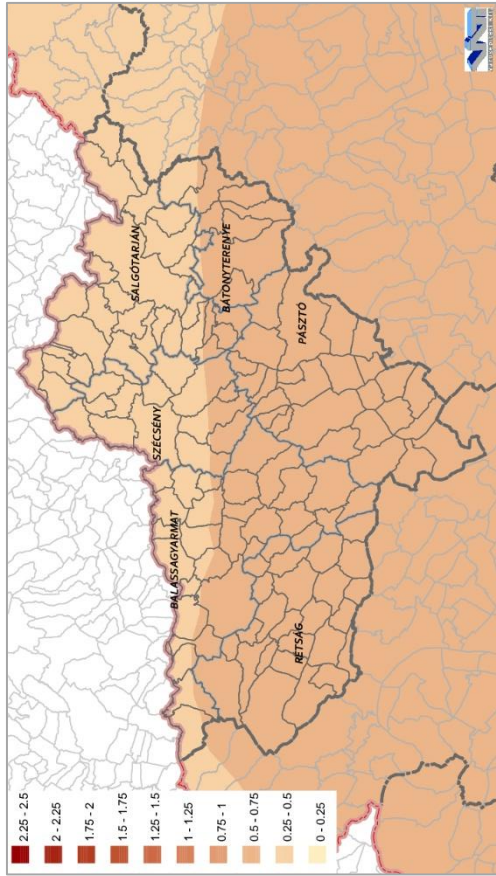 2.25 - 2.5
2 - 2.25
1.75 - 2
1.5 - 1.75
1.25 - 1.5
1 - 1.25
0.75 - 1
0.5 - 0.75
0.25 - 0.5
0 - 0.25
SALGÓTARJÁN
SZÉCSÉNY
BALASSAGYARMAT
BÁTONYTERENYE
PÁSZTÓ
RÉTSÁG